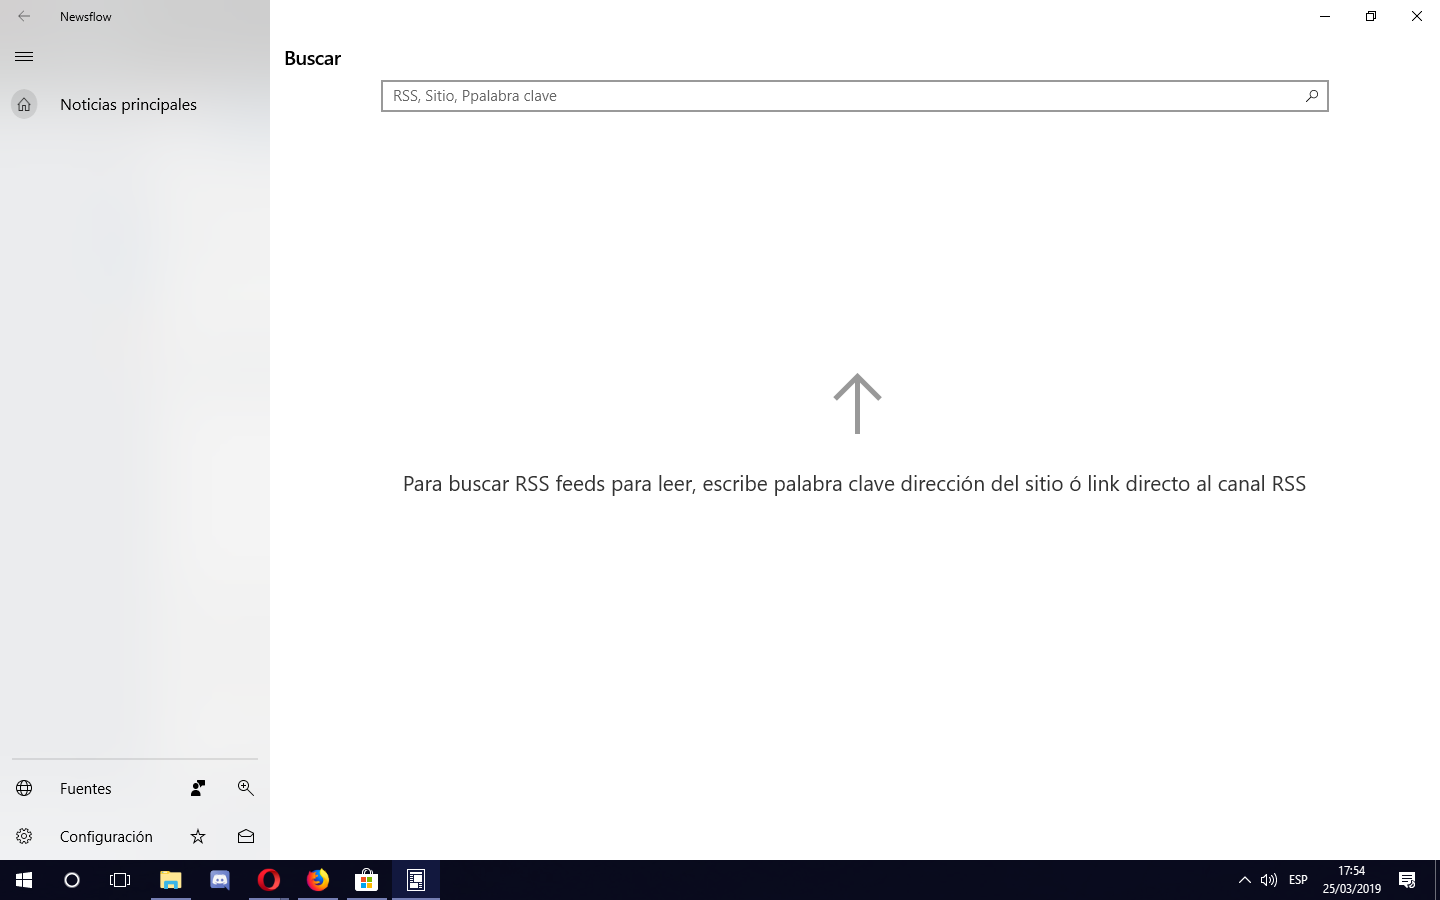 Newsflow
Buscar
RSS, Sitio, Ppalabra clave
Noticias principales
Para buscar RSS feeds para leer, escribe palabra clave dirección del sitio ó link directo al canal RSS
Fuentes
Configuración
ESP
17:54
25/03/2019